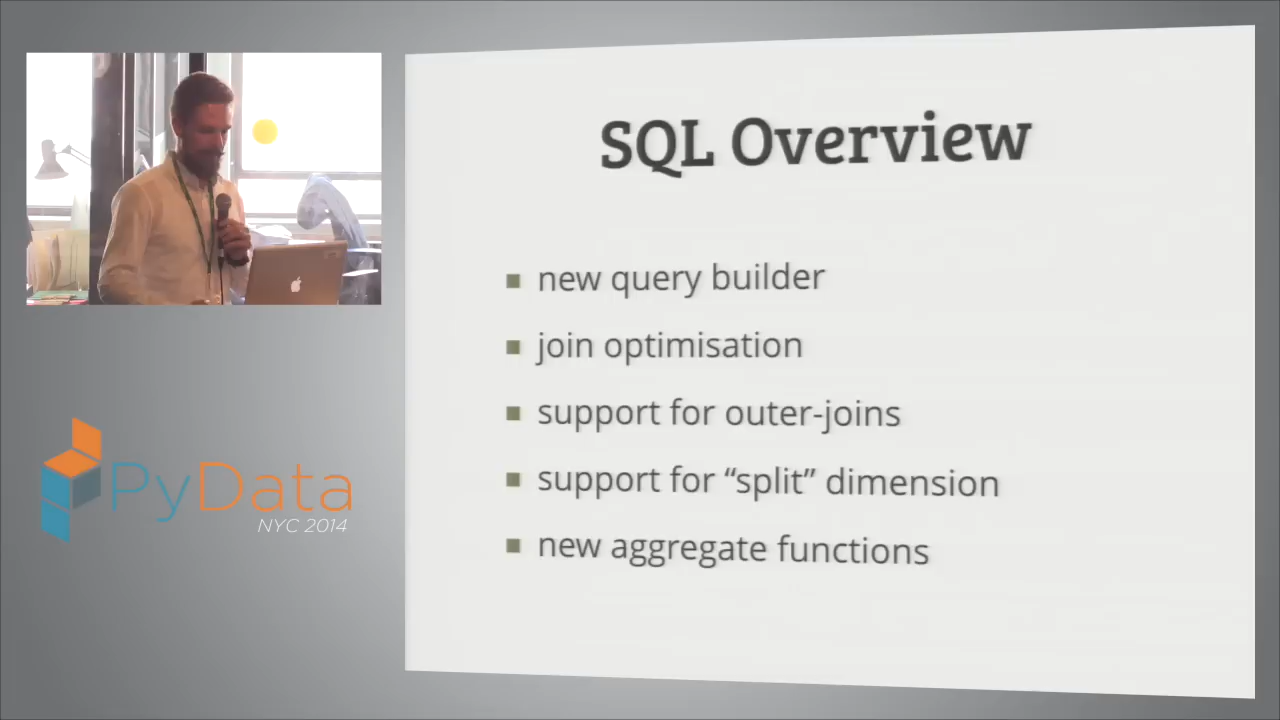 SQL Overview
new query builder
join optimisation
support for outer-joins
support for “split” dimension
new aggregate functions
PyData
NYC 2014